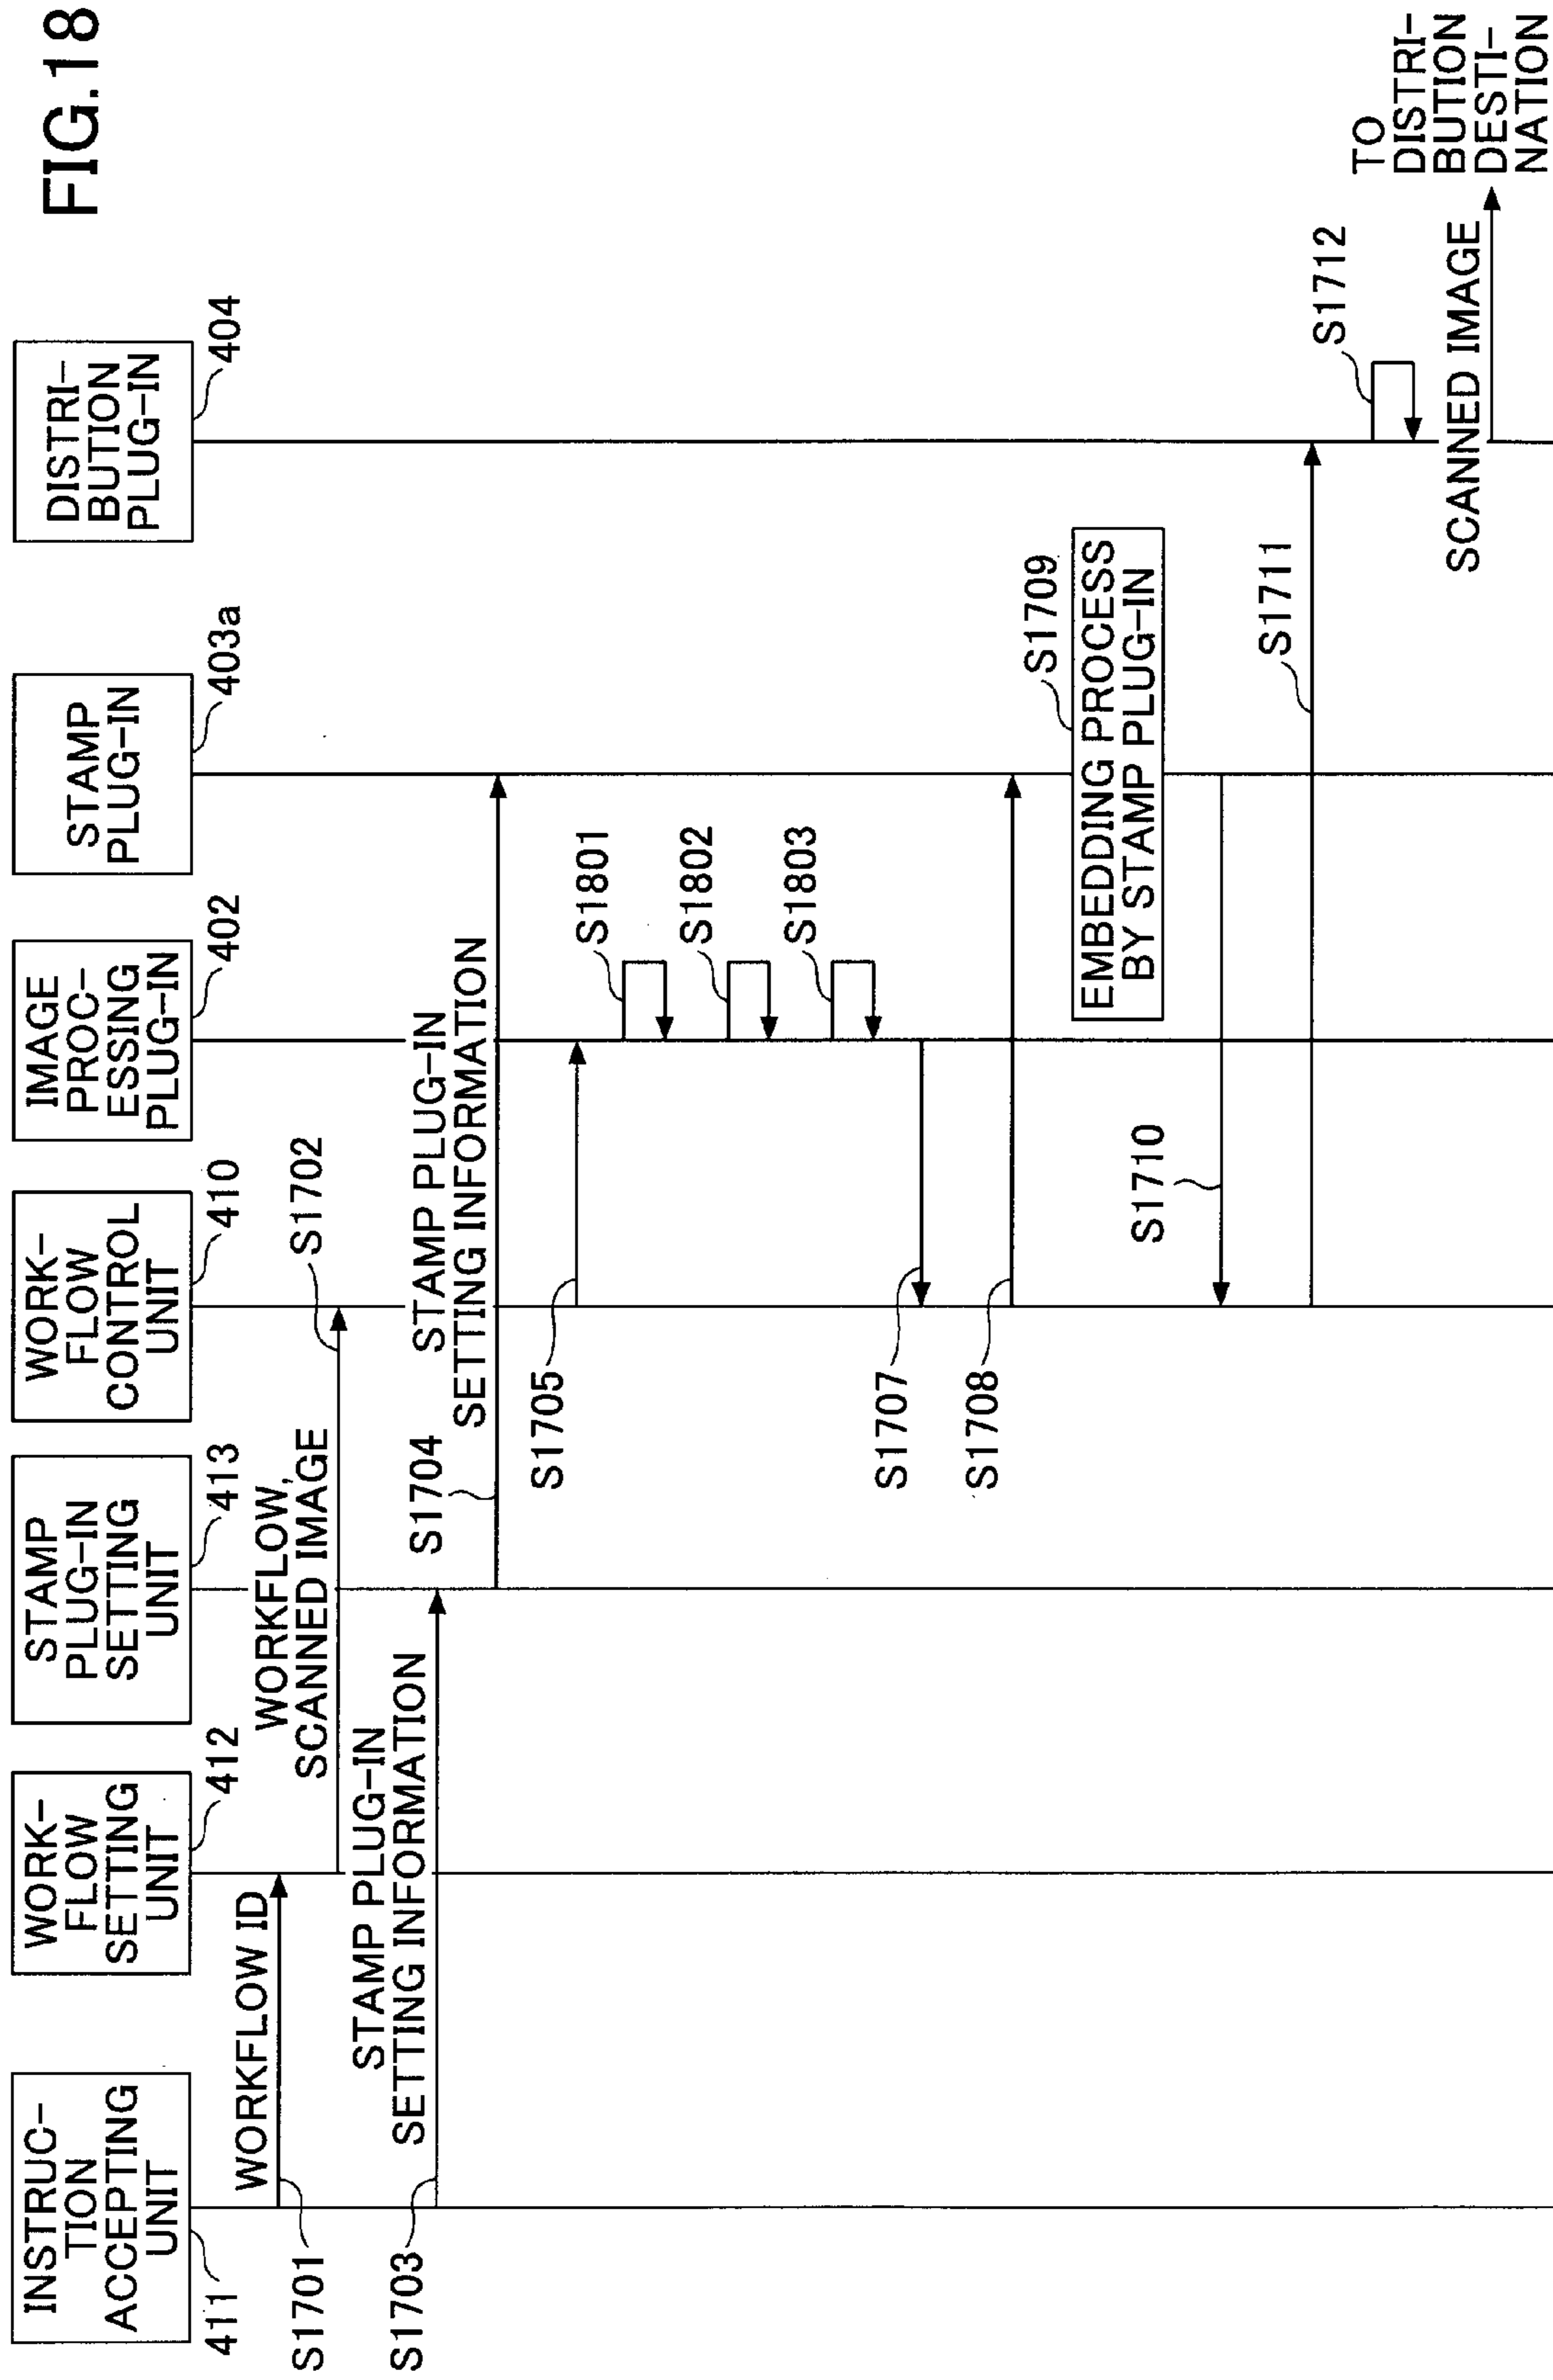 FIG.18
INSTRUC-
TION
ACCEPTING
UNIT
411
WORK-
FLOW
SETTING
UNIT
412
STAMP
PLUG-IN
SETTING
UNIT
413
WORK-
FLOW
CONTROL
UNIT
410
IMAGE
PROC-
ESSING
PLUG-IN
402
STAMP
PLUG-IN
403a
DISTRI-
BUTION
PLUG-IN
404
WORKFLOW ID
S1701
WORKFLOW,
SCANNED IMAGE
S1702
STAMP PLUG-IN
SETTING INFORMATION
S1703
STAMP PLUG-IN
SETTING INFORMATION
S1704
S1705
S1801
S1802
S1803
S1707
S1708
S1709
EMBEDDING PROCESS
BY STAMP PLUG-IN
S1710
S1711
S1712
SCANNED IMAGE
TO
DISTRI-
BUTION
DESTI-
NATION